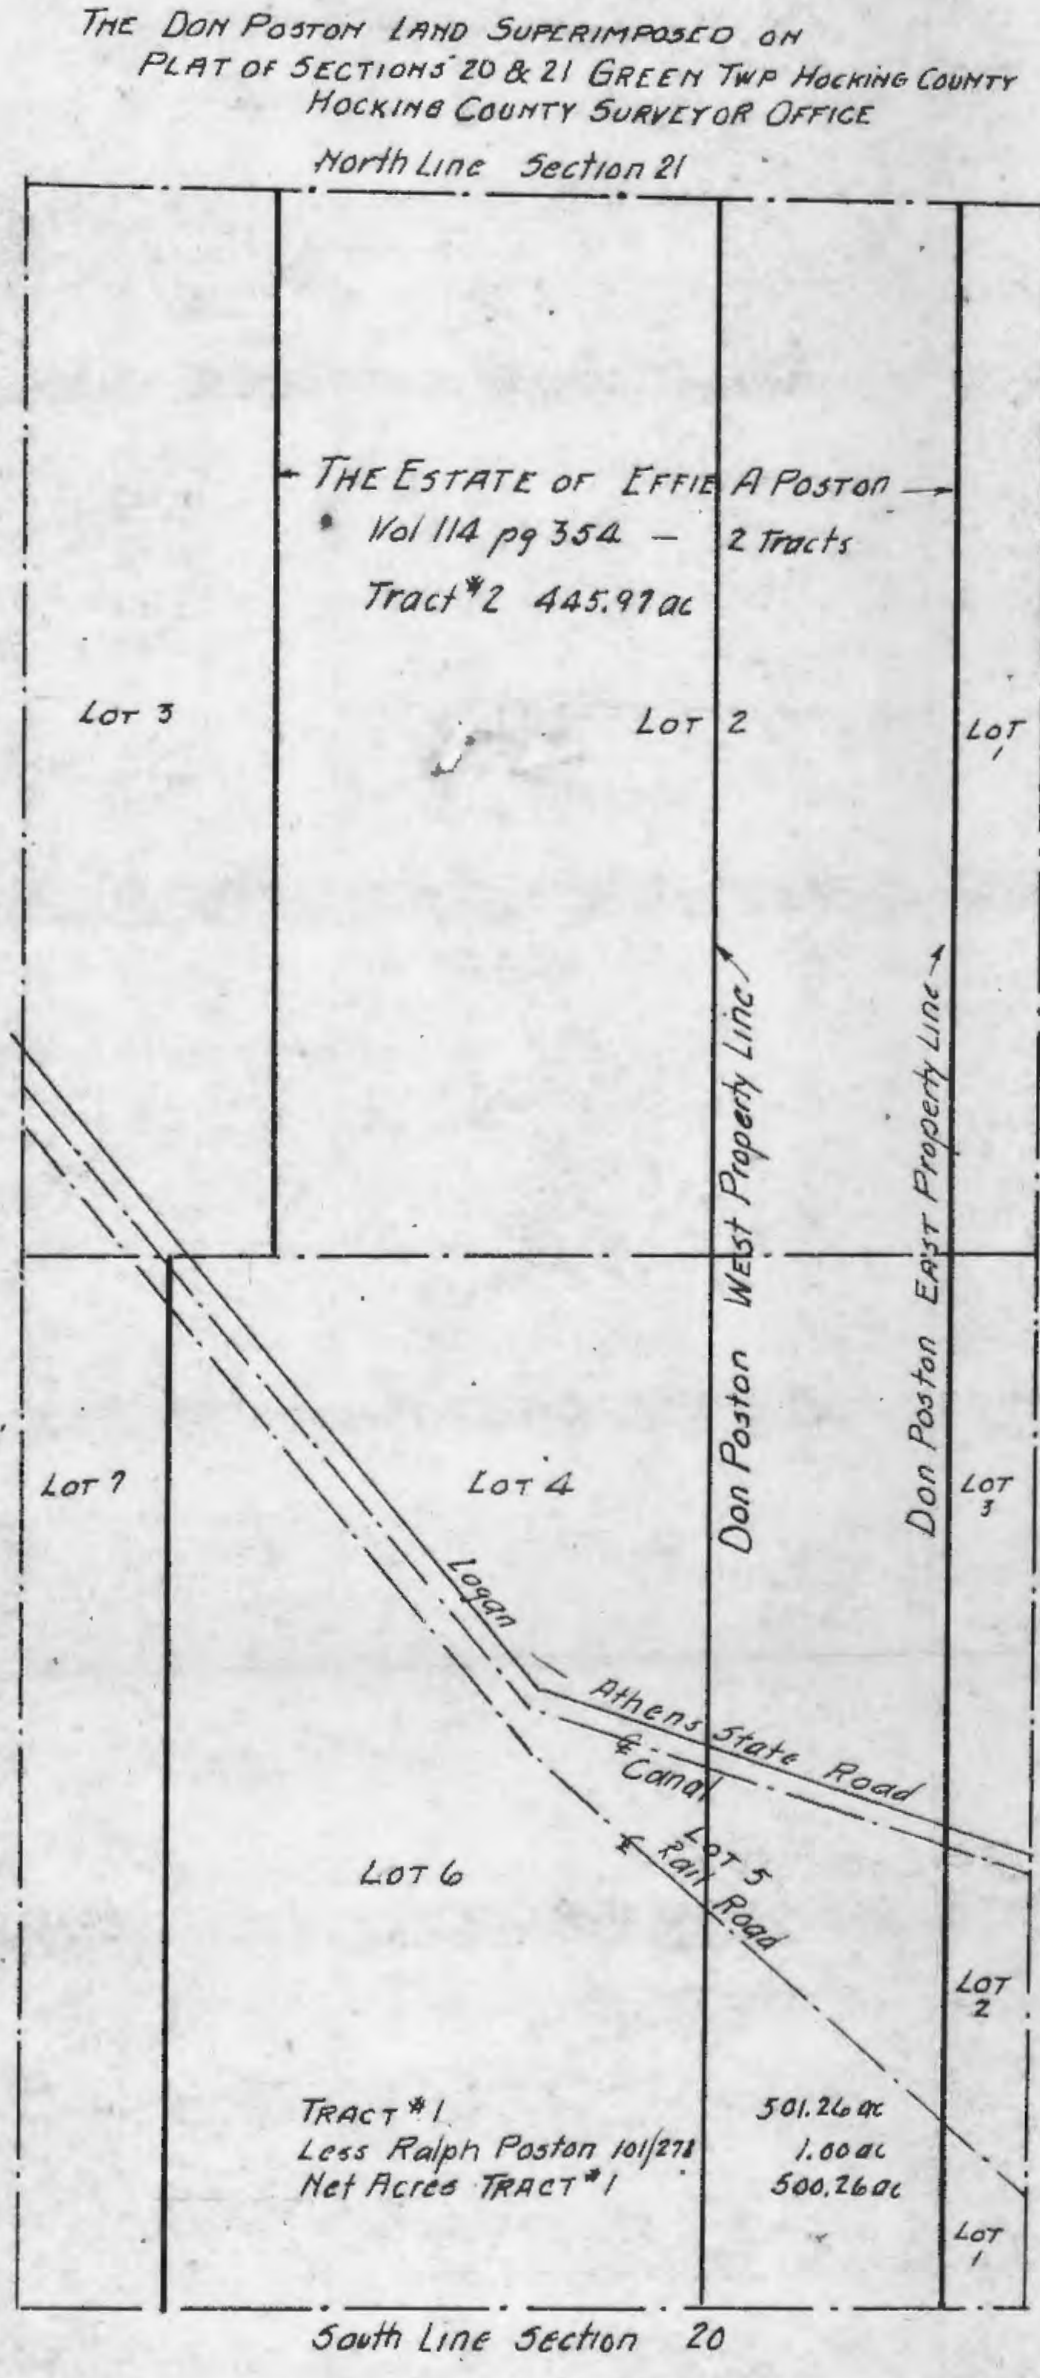 THE DON POSTON LAND SUPERIMPOSED ON
PLAT OF SECTIONS 20 & 21 GREEN TWP HOCKING COUNTY
HOCKING COUNTY SURVEYOR OFFICE
North Line Section 21
THE ESTATE OF EFFIE A POSTON
Vol 114 pg 354 - 2 Tracts
Tract #2 445.97 ac
LOT 3
LOT 2
LOT
1
Don Poston WEST Property Line
Don Poston EAST Property Line
LOT 7
LOT 4
LOT
3
Logan - Athens State Road
℄ Canal
LOT 5
℄ Rail Road
LOT 6
LOT
2
TRACT #1 501.26 ac
Less Ralph Poston 101/278 1.00 ac
Net Acres TRACT #1 500.26 ac
LOT
1
South Line Section 20